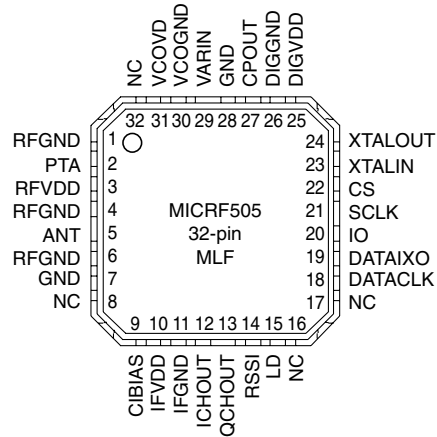 NC
VCOVD
VCOGND
VARIN
GND
CPOUT
DIGGND
DIGVDD
32 31 30 29 28 27 26 25
RFGND 1
PTA 2
RFVDD 3
RFGND 4
ANT 5
RFGND 6
GND 7
NC 8
MICRF505
32-pin
MLF
24 XTALOUT
23 XTALIN
22 CS
21 SCLK
20 IO
19 DATAIXO
18 DATACLK
17 NC
9 10 11 12 13 14 15 16
CIBIAS
IFVDD
IFGND
ICHOUT
QCHOUT
RSSI
LD
NC